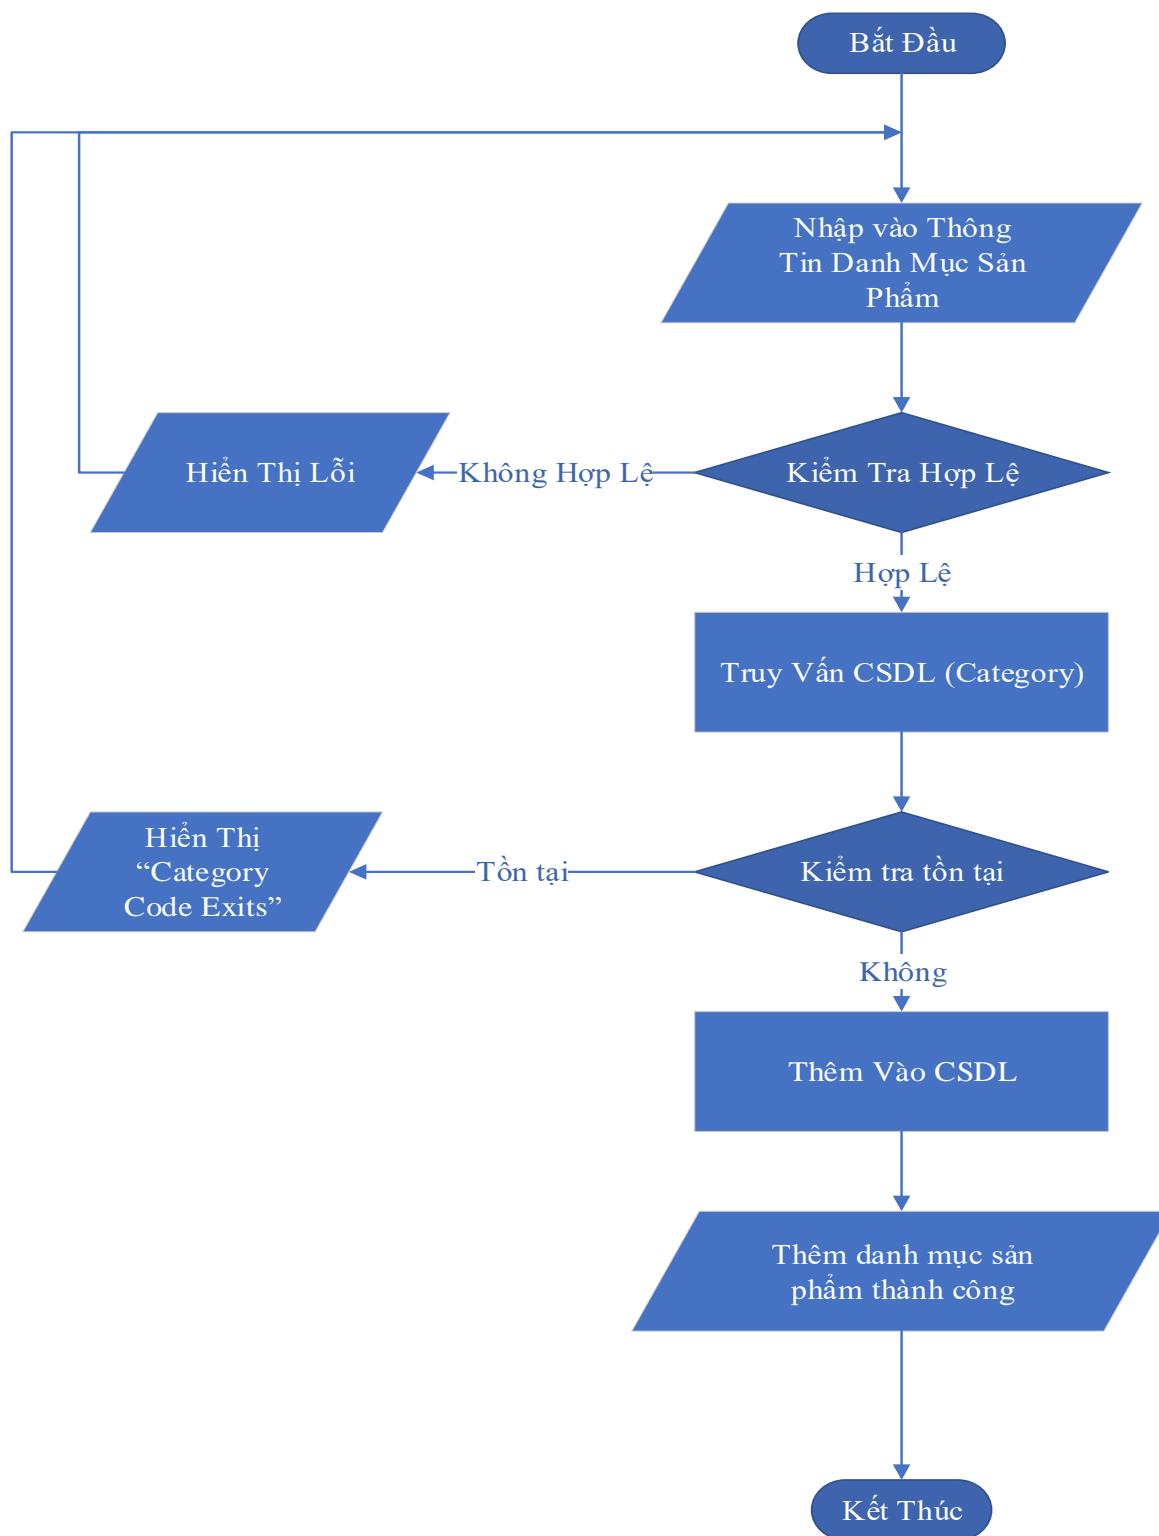 Bắt Đầu
Nhập vào Thông
Tin Danh Mục Sản
Phẩm
Hiển Thị Lỗi
Không Hợp Lệ
Kiểm Tra Hợp Lệ
Hợp Lệ
Truy Vấn CSDL (Category)
Hiển Thị
“Category
Code Exits”
Tồn tại
Kiểm tra tồn tại
Không
Thêm Vào CSDL
Thêm danh mục sản
phẩm thành công
Kết Thúc